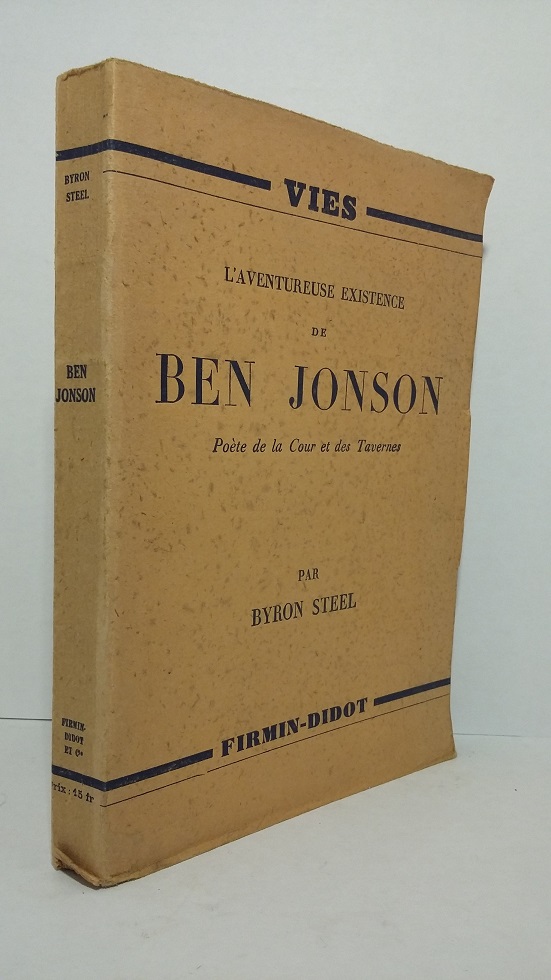 BYRON
STEEL
BEN
JONSON
FIRMIN-
DIDOT
ET Cie
Prix : 15 fr
VIES
L'AVENTUREUSE EXISTENCE
DE
BEN JONSON
Poète de la Cour et des Tavernes
PAR
BYRON STEEL
FIRMIN-DIDOT